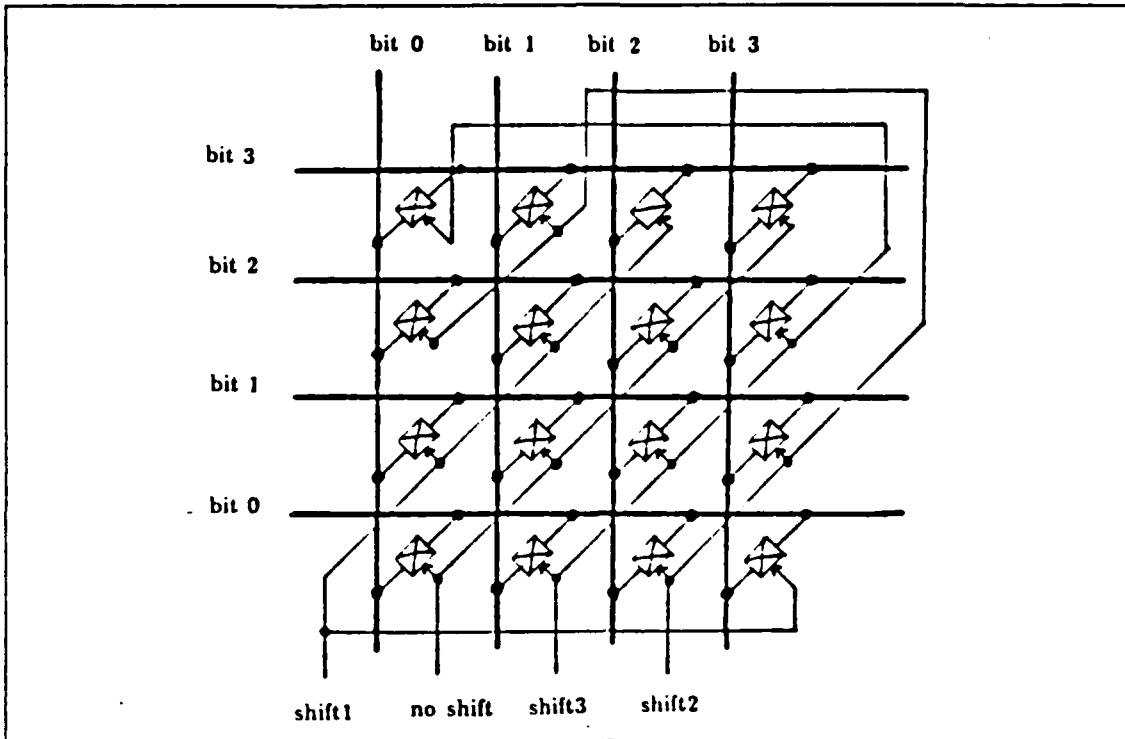 bit 0 bit 1 bit 2 bit 3
bit 3
bit 2
bit 1
bit 0
shift1 no shift shift3 shift2